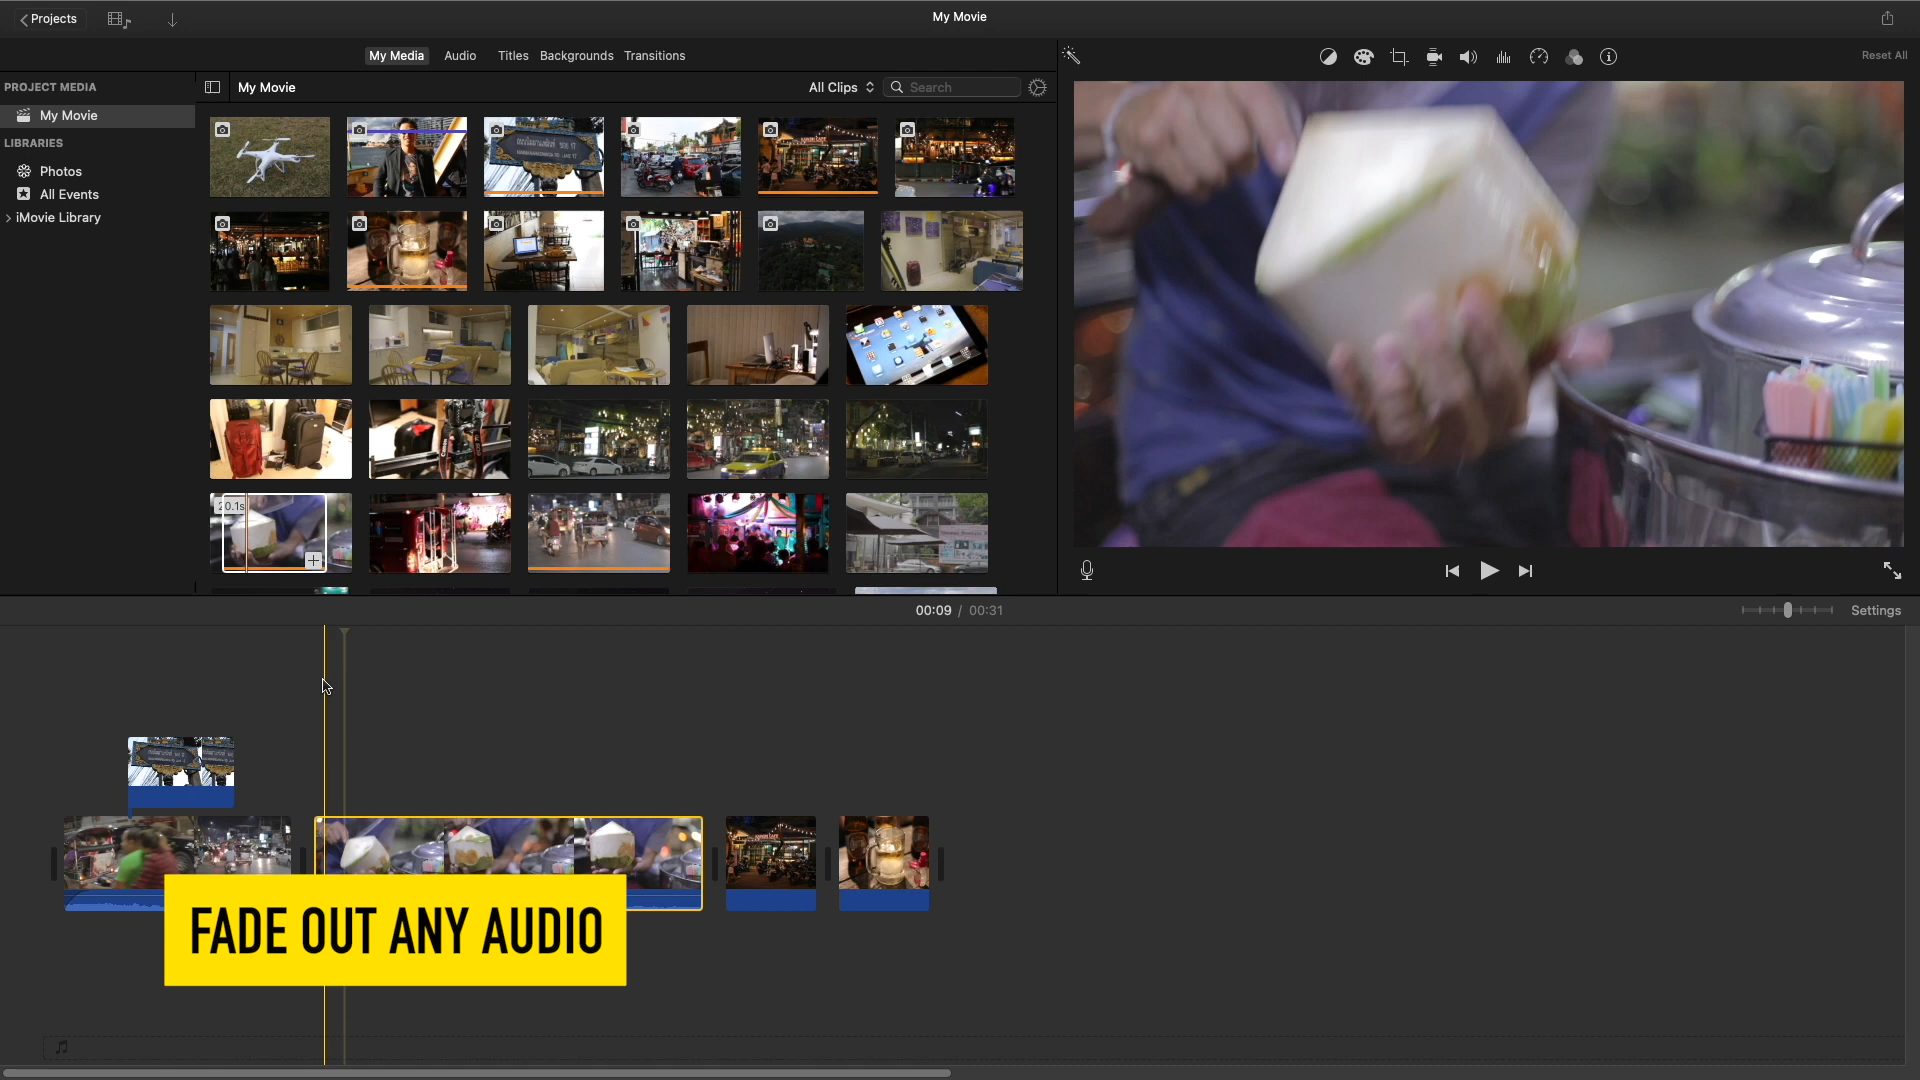 Projects
My Movie
My Media
Audio
Titles
Backgrounds
Transitions
Reset All
PROJECT MEDIA
My Movie
All Clips
Search
My Movie
LIBRARIES
Photos
All Events
iMovie Library
20.1s
00:09 / 00:31
Settings
FADE OUT ANY AUDIO